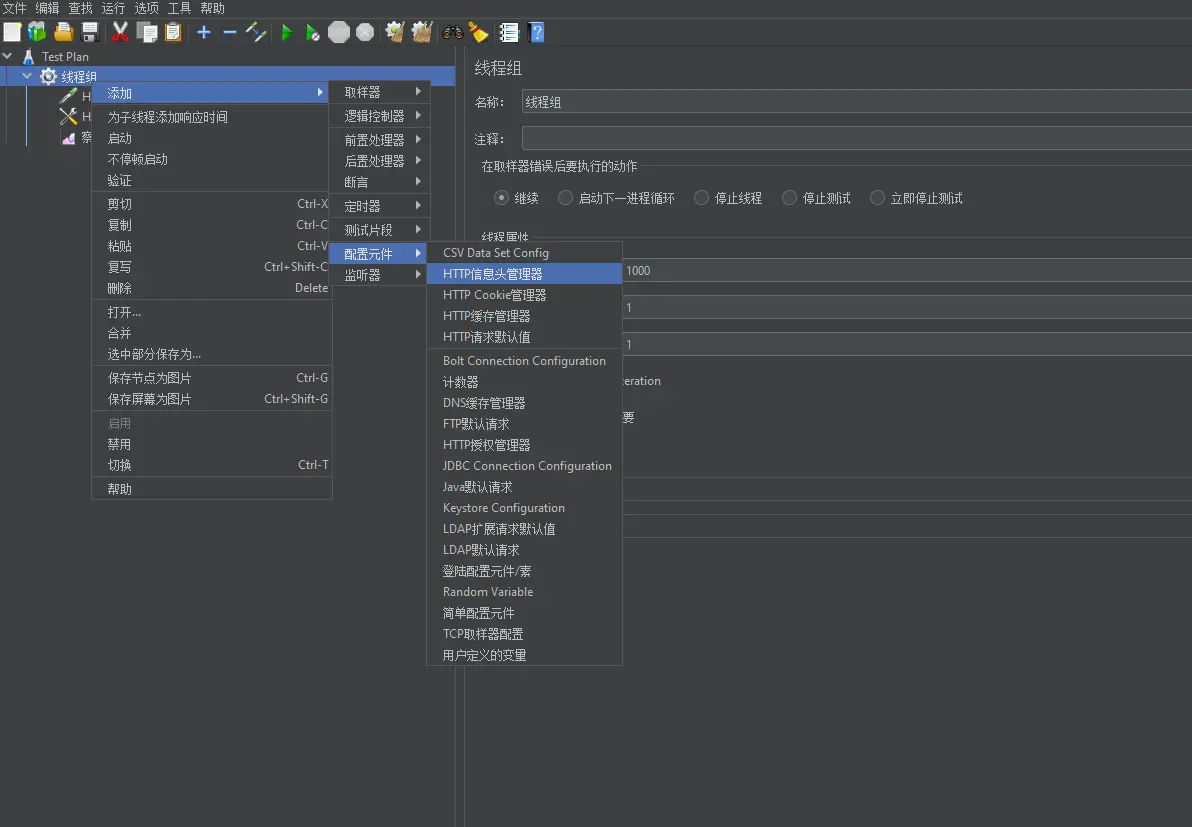 文件 编辑 查找 运行 选项 工具 帮助
Test Plan
线程组
H
H
察
添加
为子线程添加响应时间
启动
不停顿启动
验证
剪切 Ctrl-X
复制 Ctrl-C
粘贴 Ctrl-V
复写 Ctrl+Shift-C
删除 Delete
打开...
合并
选中部分保存为...
保存节点为图片 Ctrl-G
保存屏幕为图片 Ctrl+Shift-G
启用
禁用
切换 Ctrl-T
帮助
取样器
逻辑控制器
前置处理器
后置处理器
断言
定时器
测试片段
配置元件
监听器
CSV Data Set Config
HTTP信息头管理器
HTTP Cookie管理器
HTTP缓存管理器
HTTP请求默认值
Bolt Connection Configuration
计数器
DNS缓存管理器
FTP默认请求
HTTP授权管理器
JDBC Connection Configuration
Java默认请求
Keystore Configuration
LDAP扩展请求默认值
LDAP默认请求
登陆配置元件/素
Random Variable
简单配置元件
TCP取样器配置
用户定义的变量
线程组
名称： 线程组
注释：
在取样器错误后要执行的动作
继续 启动下一进程循环 停止线程 停止测试 立即停止测试
线程属性
1000
1
1
teration
要